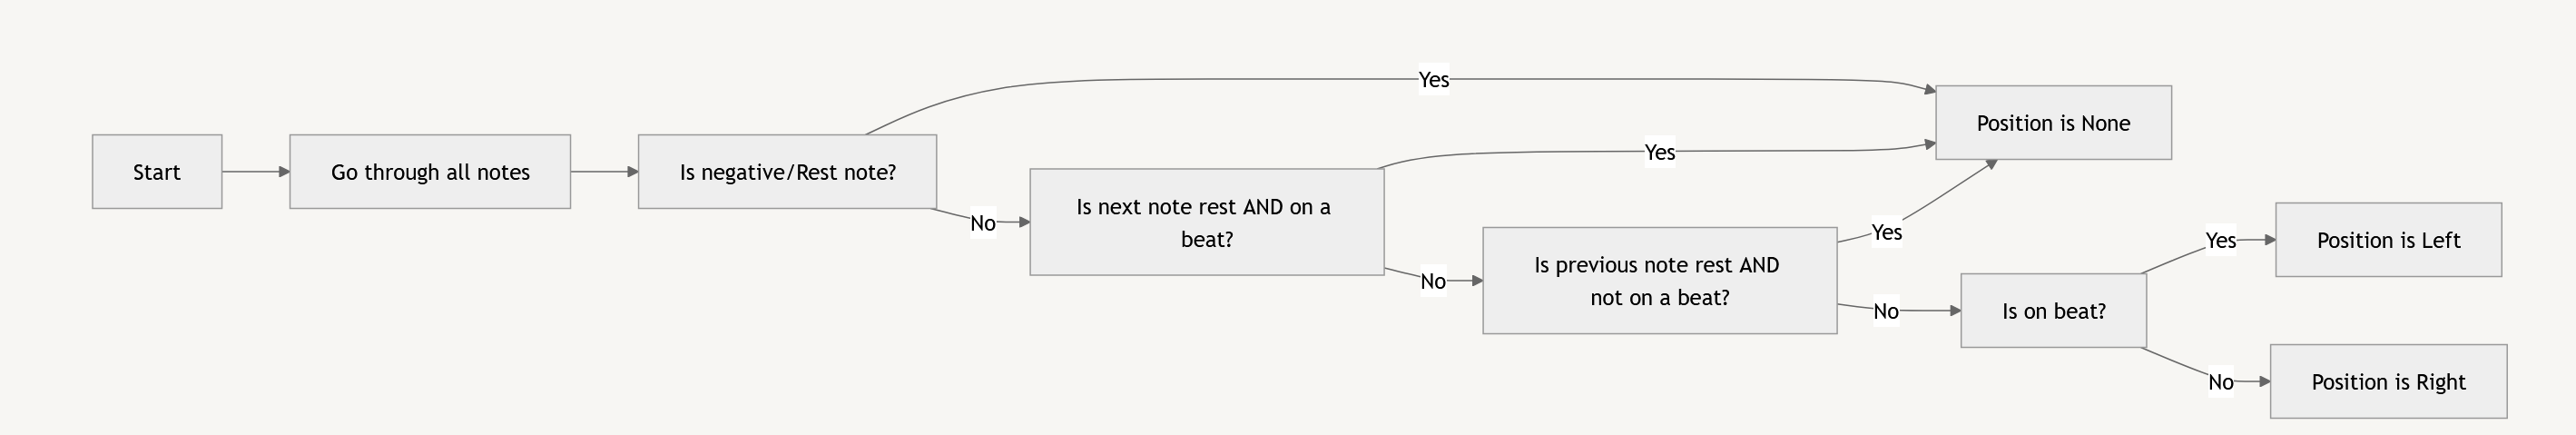 Start
Go through all notes
Is negative/Rest note?
Yes
No
Is next note rest AND on a
beat?
Yes
No
Is previous note rest AND
not on a beat?
Yes
No
Position is None
Is on beat?
Yes
No
Position is Left
Position is Right